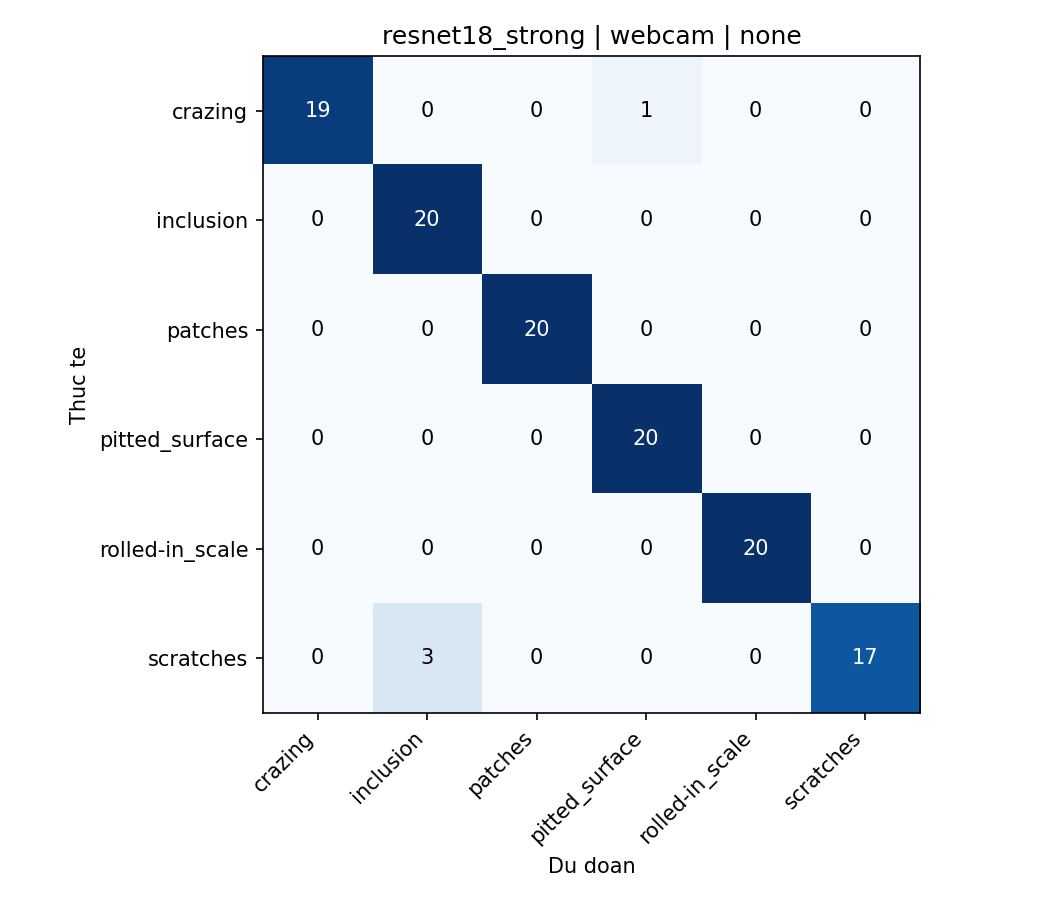 resnet18_strong | webcam | none
crazing 19 0 0 1 0 0
inclusion 0 20 0 0 0 0
patches 0 0 20 0 0 0
pitted_surface 0 0 0 20 0 0
rolled-in_scale 0 0 0 0 20 0
scratches 0 3 0 0 0 17
Thuc te
crazing inclusion patches pitted_surface rolled-in_scale scratches
Du doan